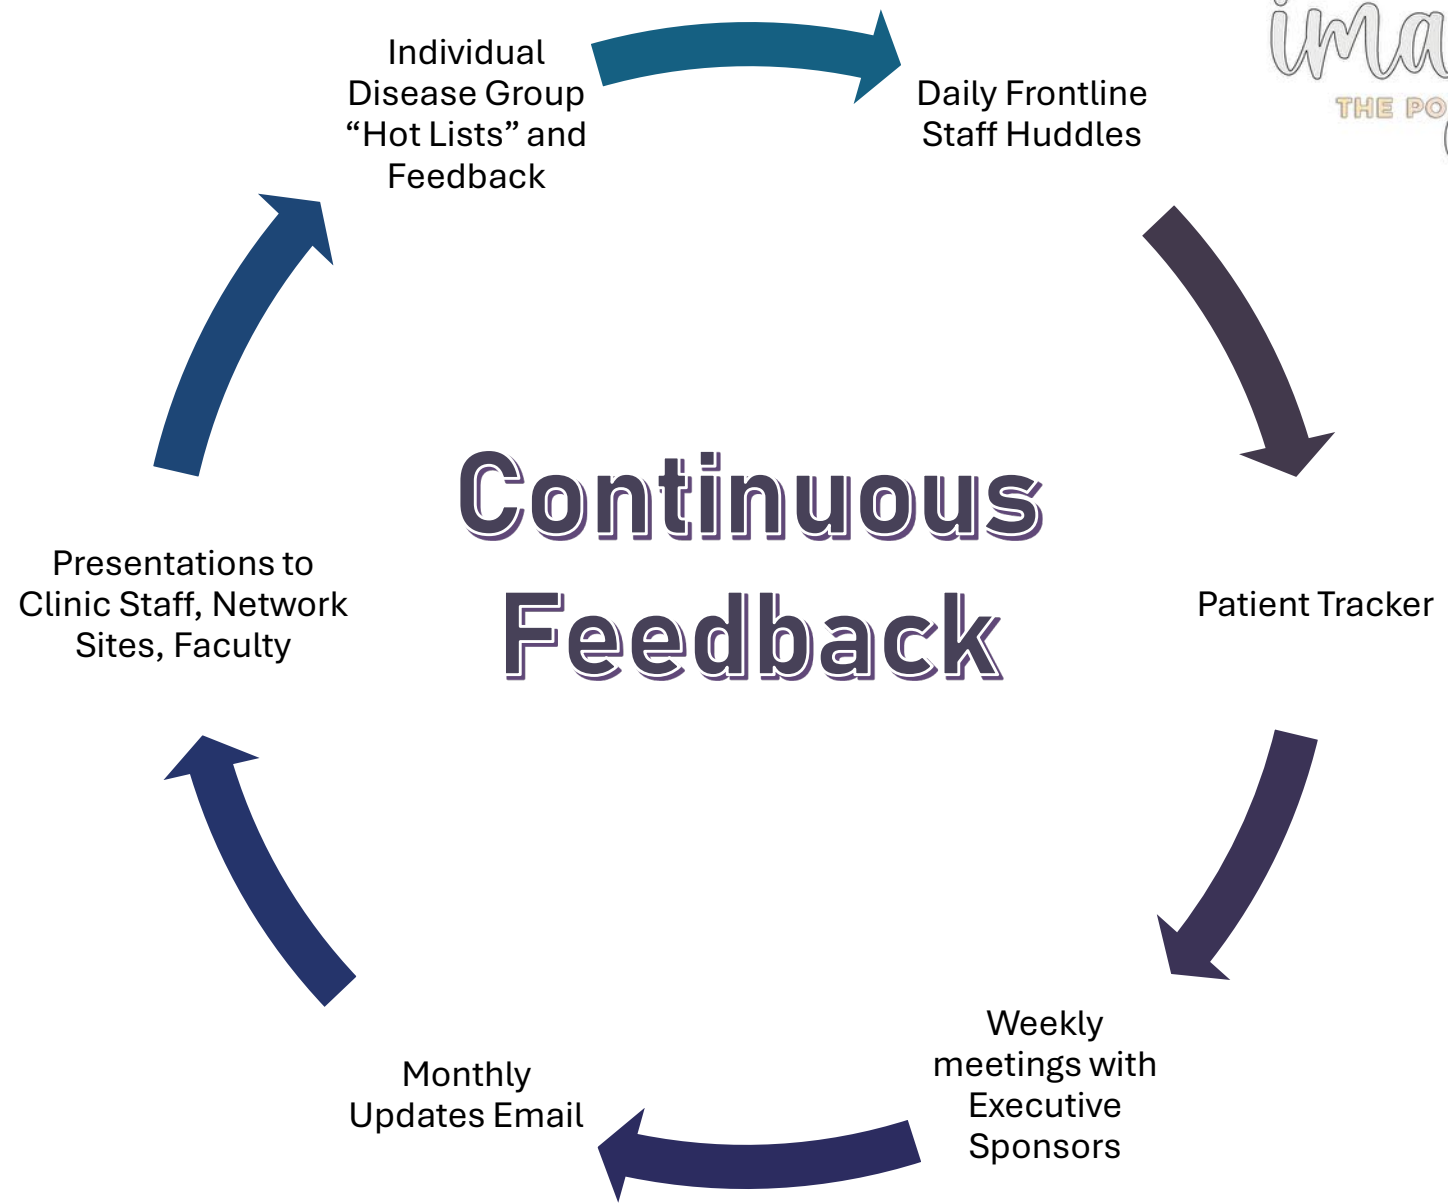 Individual
Disease Group
“Hot Lists” and
Feedback
Daily Frontline
Staff Huddles
THE
Continuous
Feedback
Presentations to
Clinic Staff, Network
Sites, Faculty
Patient Tracker
Weekly
meetings with
Executive
Sponsors
Monthly
Updates Email